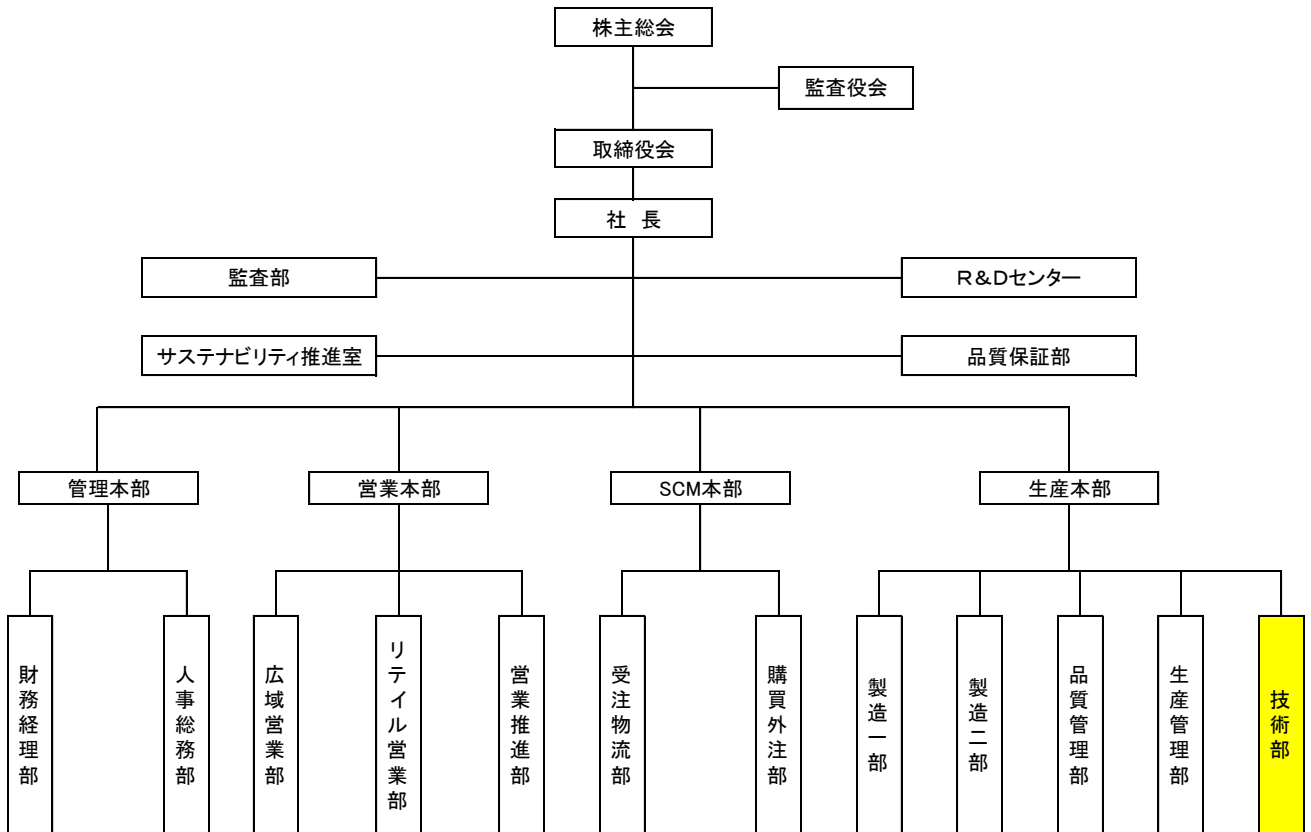 株主総会
監査役会
取締役会
社　長
監査部
Ｒ＆Ｄセンター
サステナビリティ推進室
品質保証部
管理本部
営業本部
SCM本部
生産本部
財務経理部
人事総務部
広域営業部
リテイル営業部
営業推進部
受注物流部
購買外注部
製造一部
製造二部
品質管理部
生産管理部
技術部